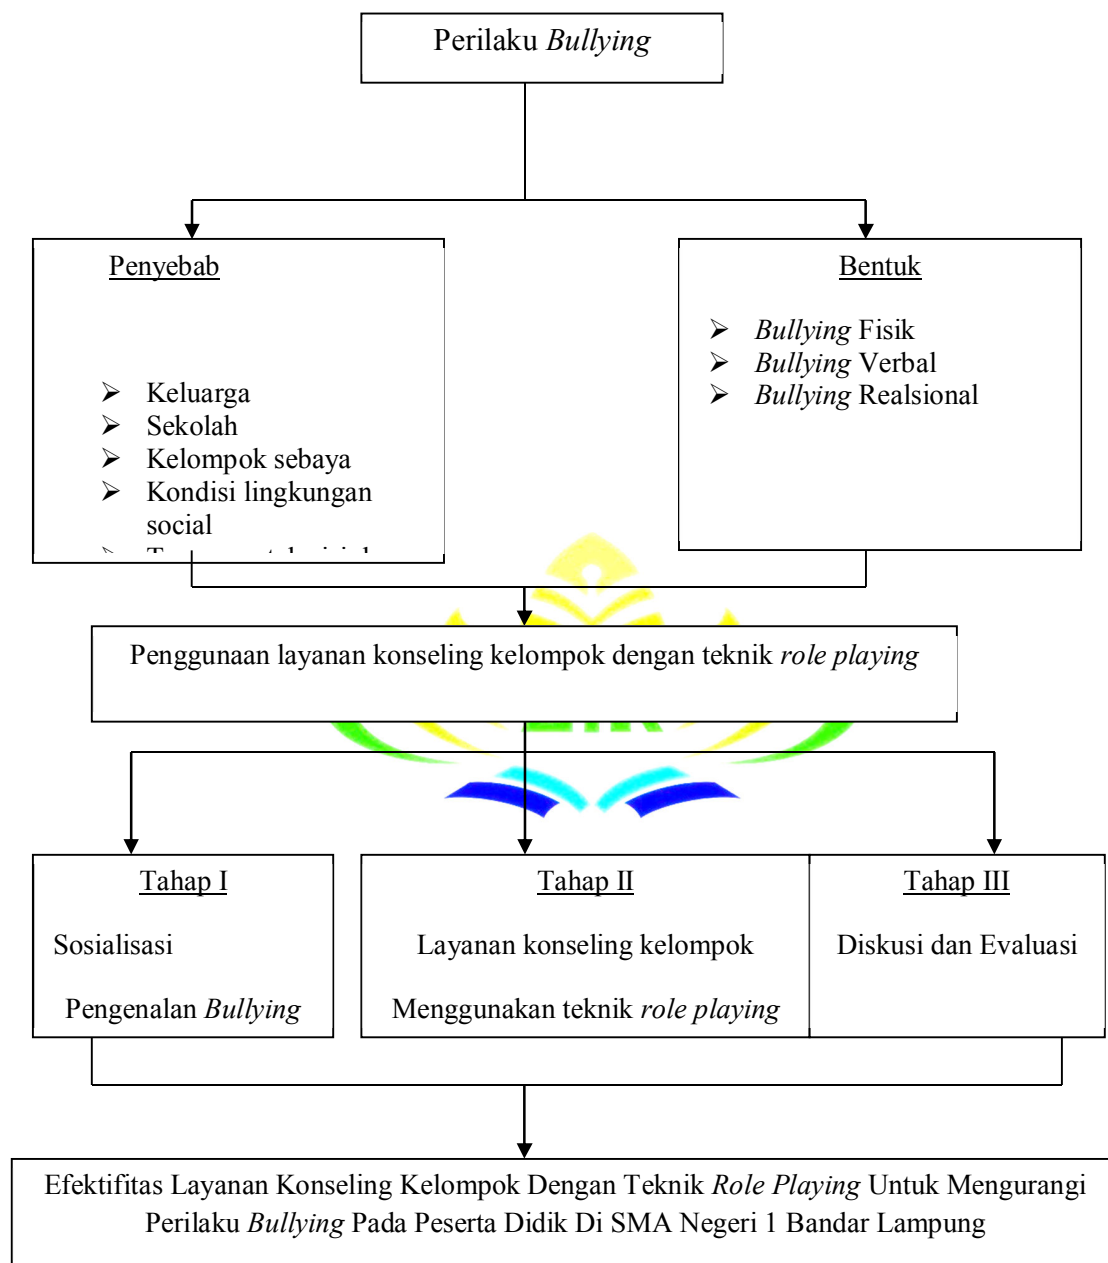 Perilaku Bullying
Penyebab
➢ Keluarga
➢ Sekolah
➢ Kelompok sebaya
➢ Kondisi lingkungan
social
Bentuk
➢ Bullying Fisik
➢ Bullying Verbal
➢ Bullying Realsional
Penggunaan layanan konseling kelompok dengan teknik role playing
Tahap I
Sosialisasi
Pengenalan Bullying
Tahap II
Layanan konseling kelompok
Menggunakan teknik role playing
Tahap III
Diskusi dan Evaluasi
Efektifitas Layanan Konseling Kelompok Dengan Teknik Role Playing Untuk Mengurangi
Perilaku Bullying Pada Peserta Didik Di SMA Negeri 1 Bandar Lampung